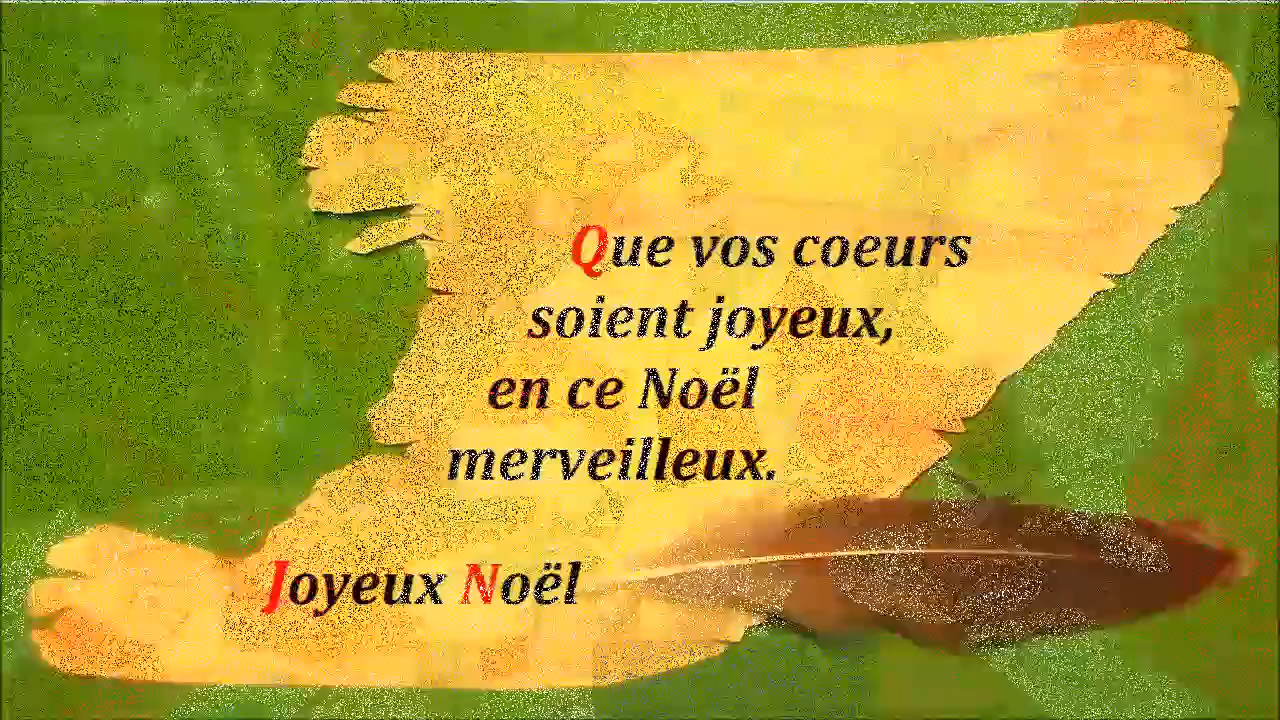 Que vos coeurs
soient joyeux,
en ce Noël
merveilleux.
Joyeux Noël